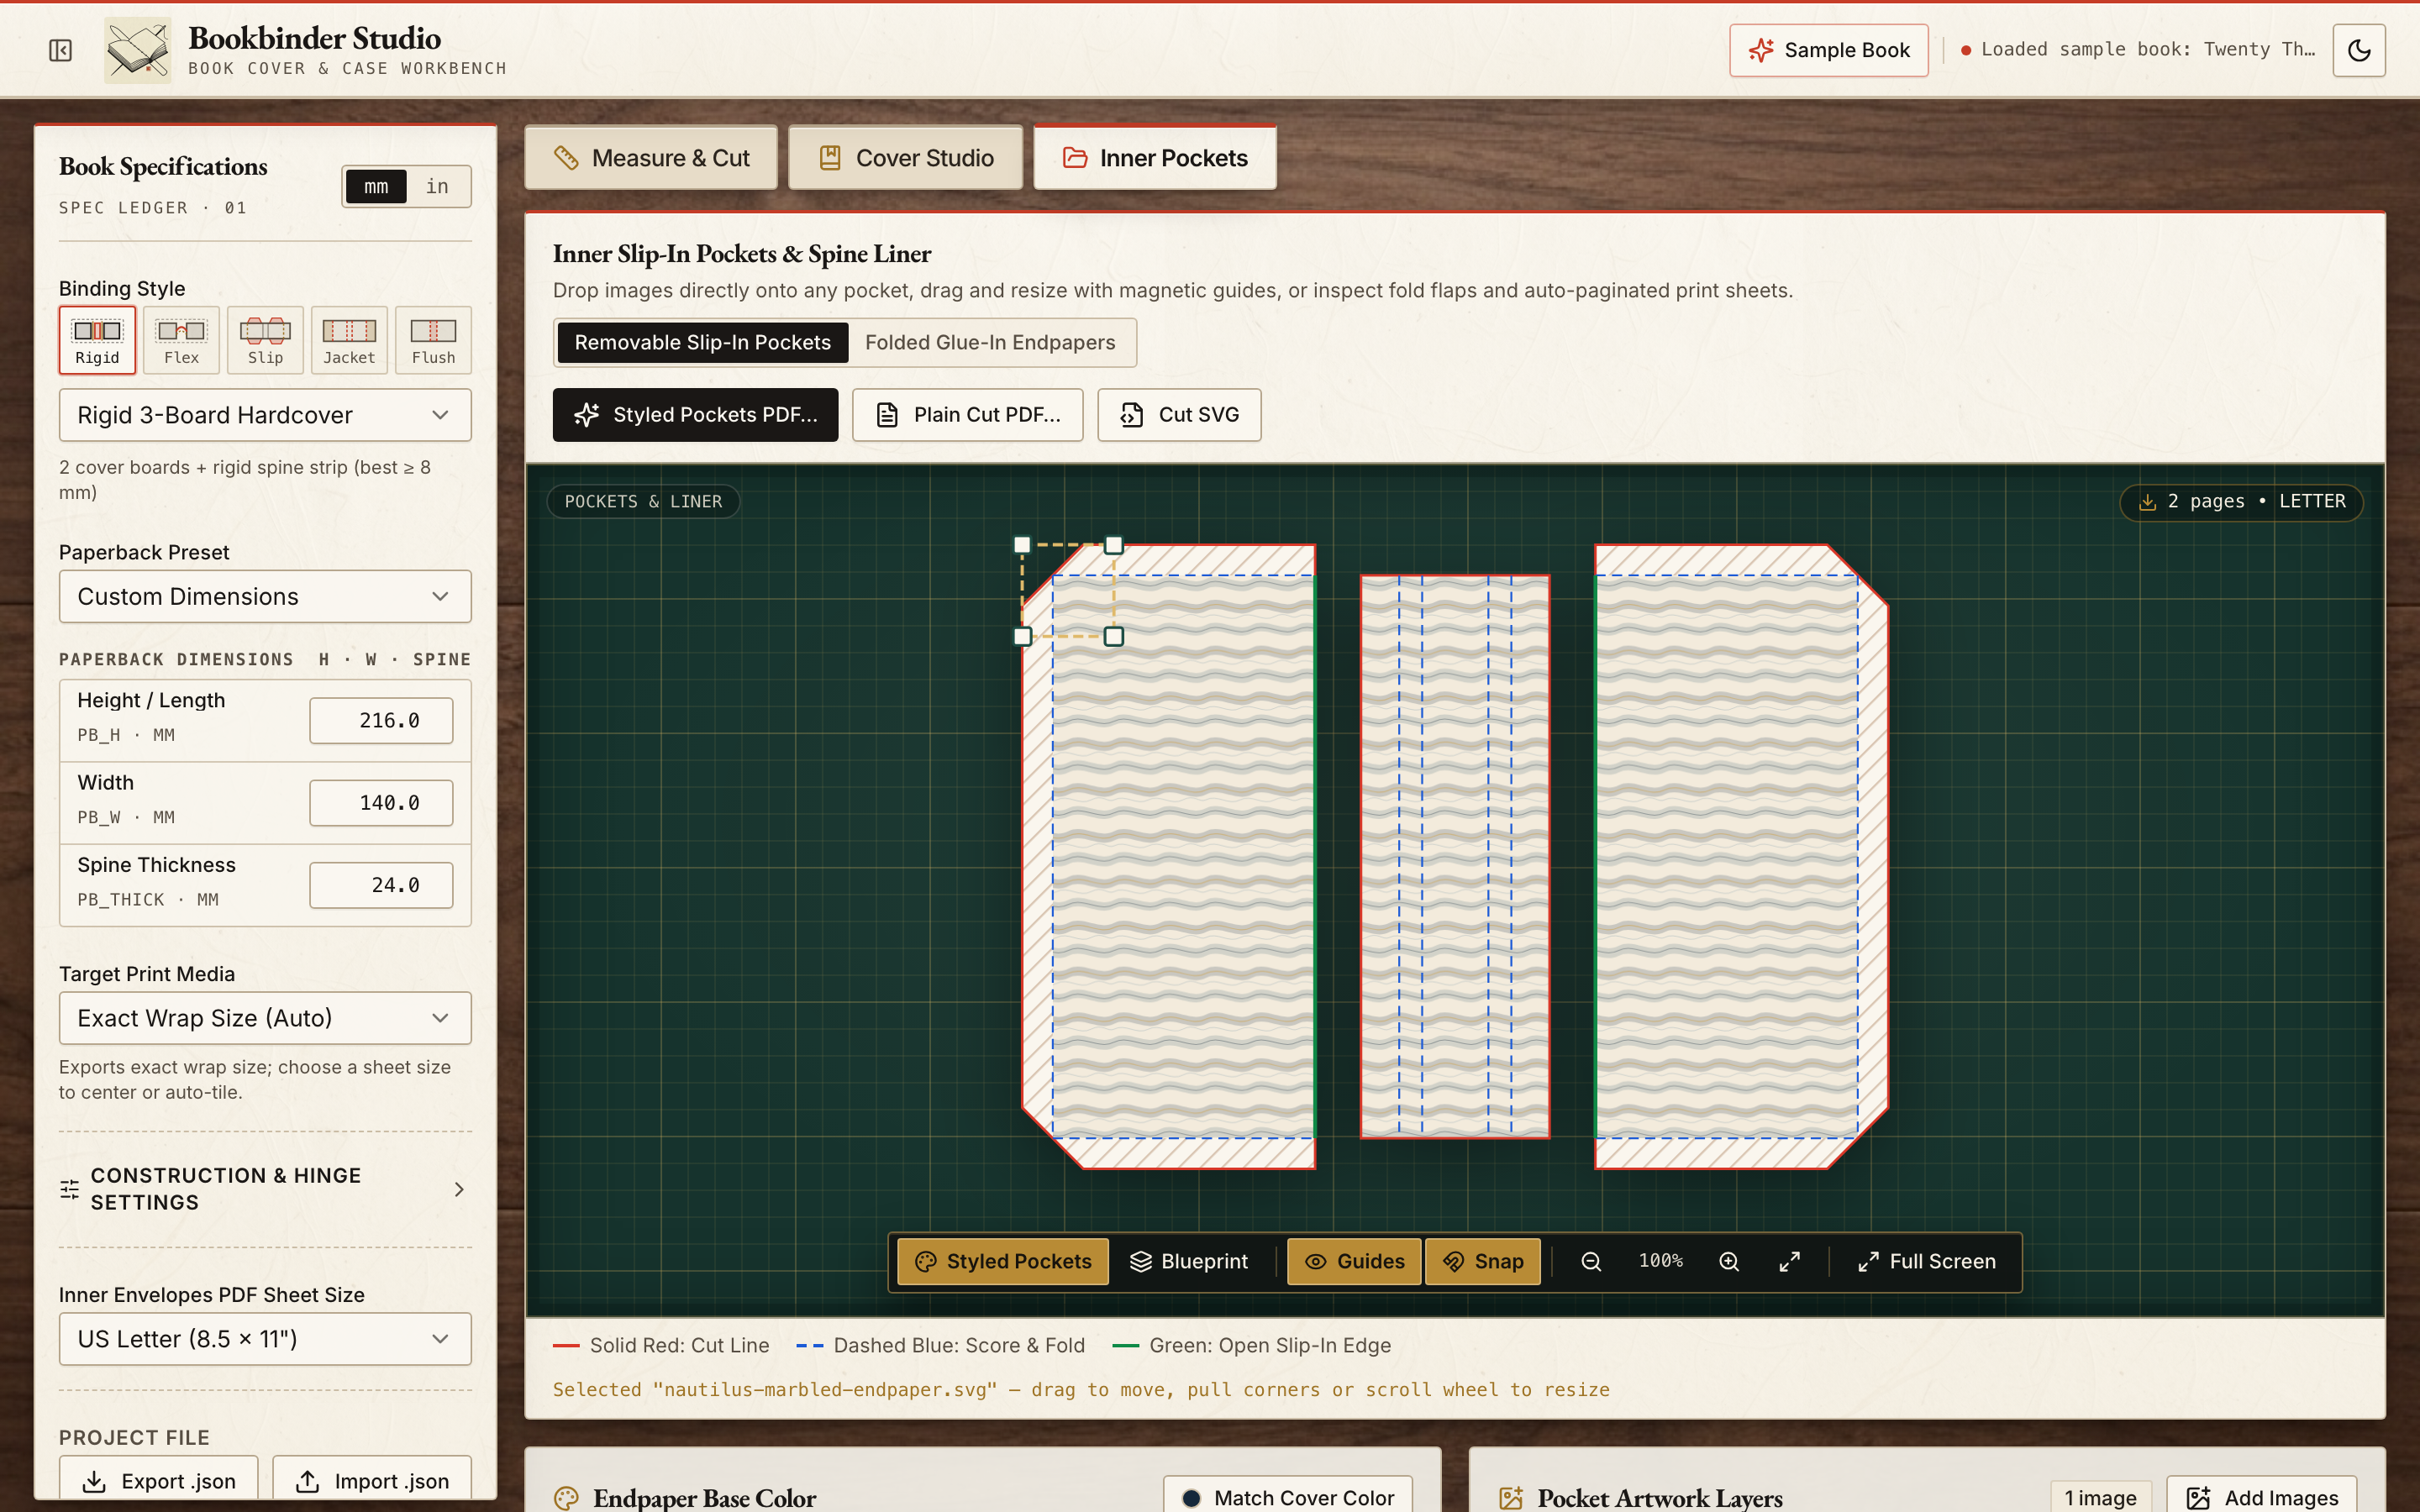 Bookbinder Studio
BOOK COVER & CASE WORKBENCH
Sample Book
Loaded sample book: Twenty Th…
Book Specifications
SPEC LEDGER · 01
mm
in
Binding Style
Rigid
Flex
Slip
Jacket
Flush
Rigid 3-Board Hardcover
2 cover boards + rigid spine strip (best ≥ 8
mm)
Paperback Preset
Custom Dimensions
PAPERBACK DIMENSIONS
H · W · SPINE
Height / Length
PB_H · MM
216.0
Width
PB_W · MM
140.0
Spine Thickness
PB_THICK · MM
24.0
Target Print Media
Exact Wrap Size (Auto)
Exports exact wrap size; choose a sheet size
to center or auto-tile.
CONSTRUCTION & HINGE
SETTINGS
Inner Envelopes PDF Sheet Size
US Letter (8.5 × 11")
PROJECT FILE
Export .json
Import .json
Measure & Cut
Cover Studio
Inner Pockets
Inner Slip-In Pockets & Spine Liner
Drop images directly onto any pocket, drag and resize with magnetic guides, or inspect fold flaps and auto-paginated print sheets.
Removable Slip-In Pockets
Folded Glue-In Endpapers
Styled Pockets PDF...
Plain Cut PDF...
Cut SVG
POCKETS & LINER
2 pages • LETTER
Styled Pockets
Blueprint
Guides
Snap
100%
Full Screen
Solid Red: Cut Line
Dashed Blue: Score & Fold
Green: Open Slip-In Edge
Selected "nautilus-marbled-endpaper.svg" — drag to move, pull corners or scroll wheel to resize
Endpaper Base Color
Match Cover Color
Pocket Artwork Layers
1 image
Add Images